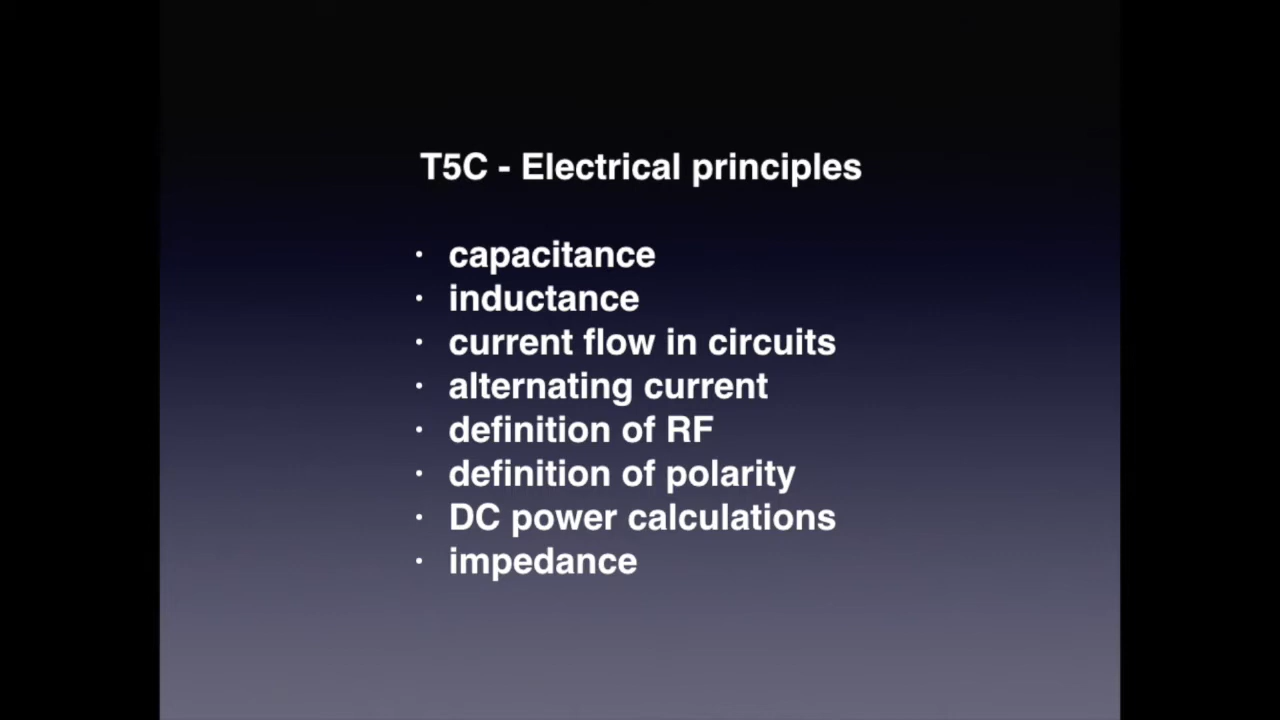 T5C - Electrical principles
· capacitance
· inductance
· current flow in circuits
· alternating current
· definition of RF
· definition of polarity
· DC power calculations
· impedance